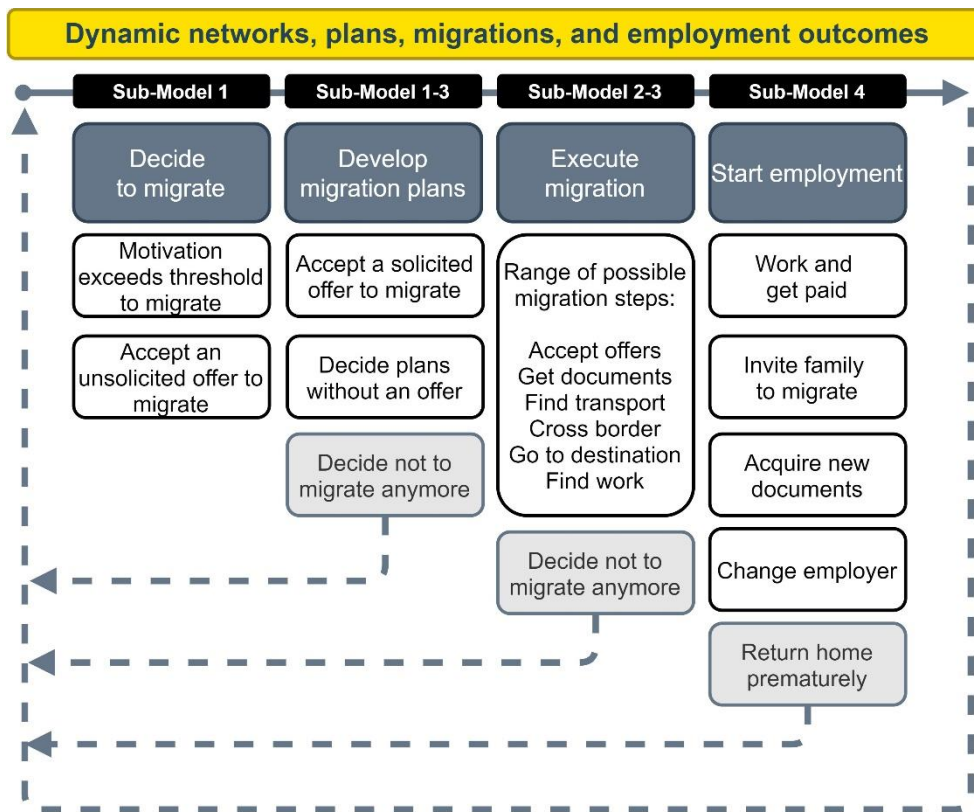 Dynamic networks, plans, migrations, and employment outcomes
Sub-Model 1
Sub-Model 1-3
Sub-Model 2-3
Sub-Model 4
Decide
to migrate
Develop
migration plans
Execute
migration
Start employment
Motivation
exceeds threshold
to migrate
Accept an
unsolicited offer to
migrate
Accept a solicited
offer to migrate
Decide plans
without an offer
Decide not to
migrate anymore
Range of possible
migration steps:
Accept offers
Get documents
Find transport
Cross border
Go to destination
Find work
Decide not to
migrate anymore
Work and
get paid
Invite family
to migrate
Acquire new
documents
Change employer
Return home
prematurely